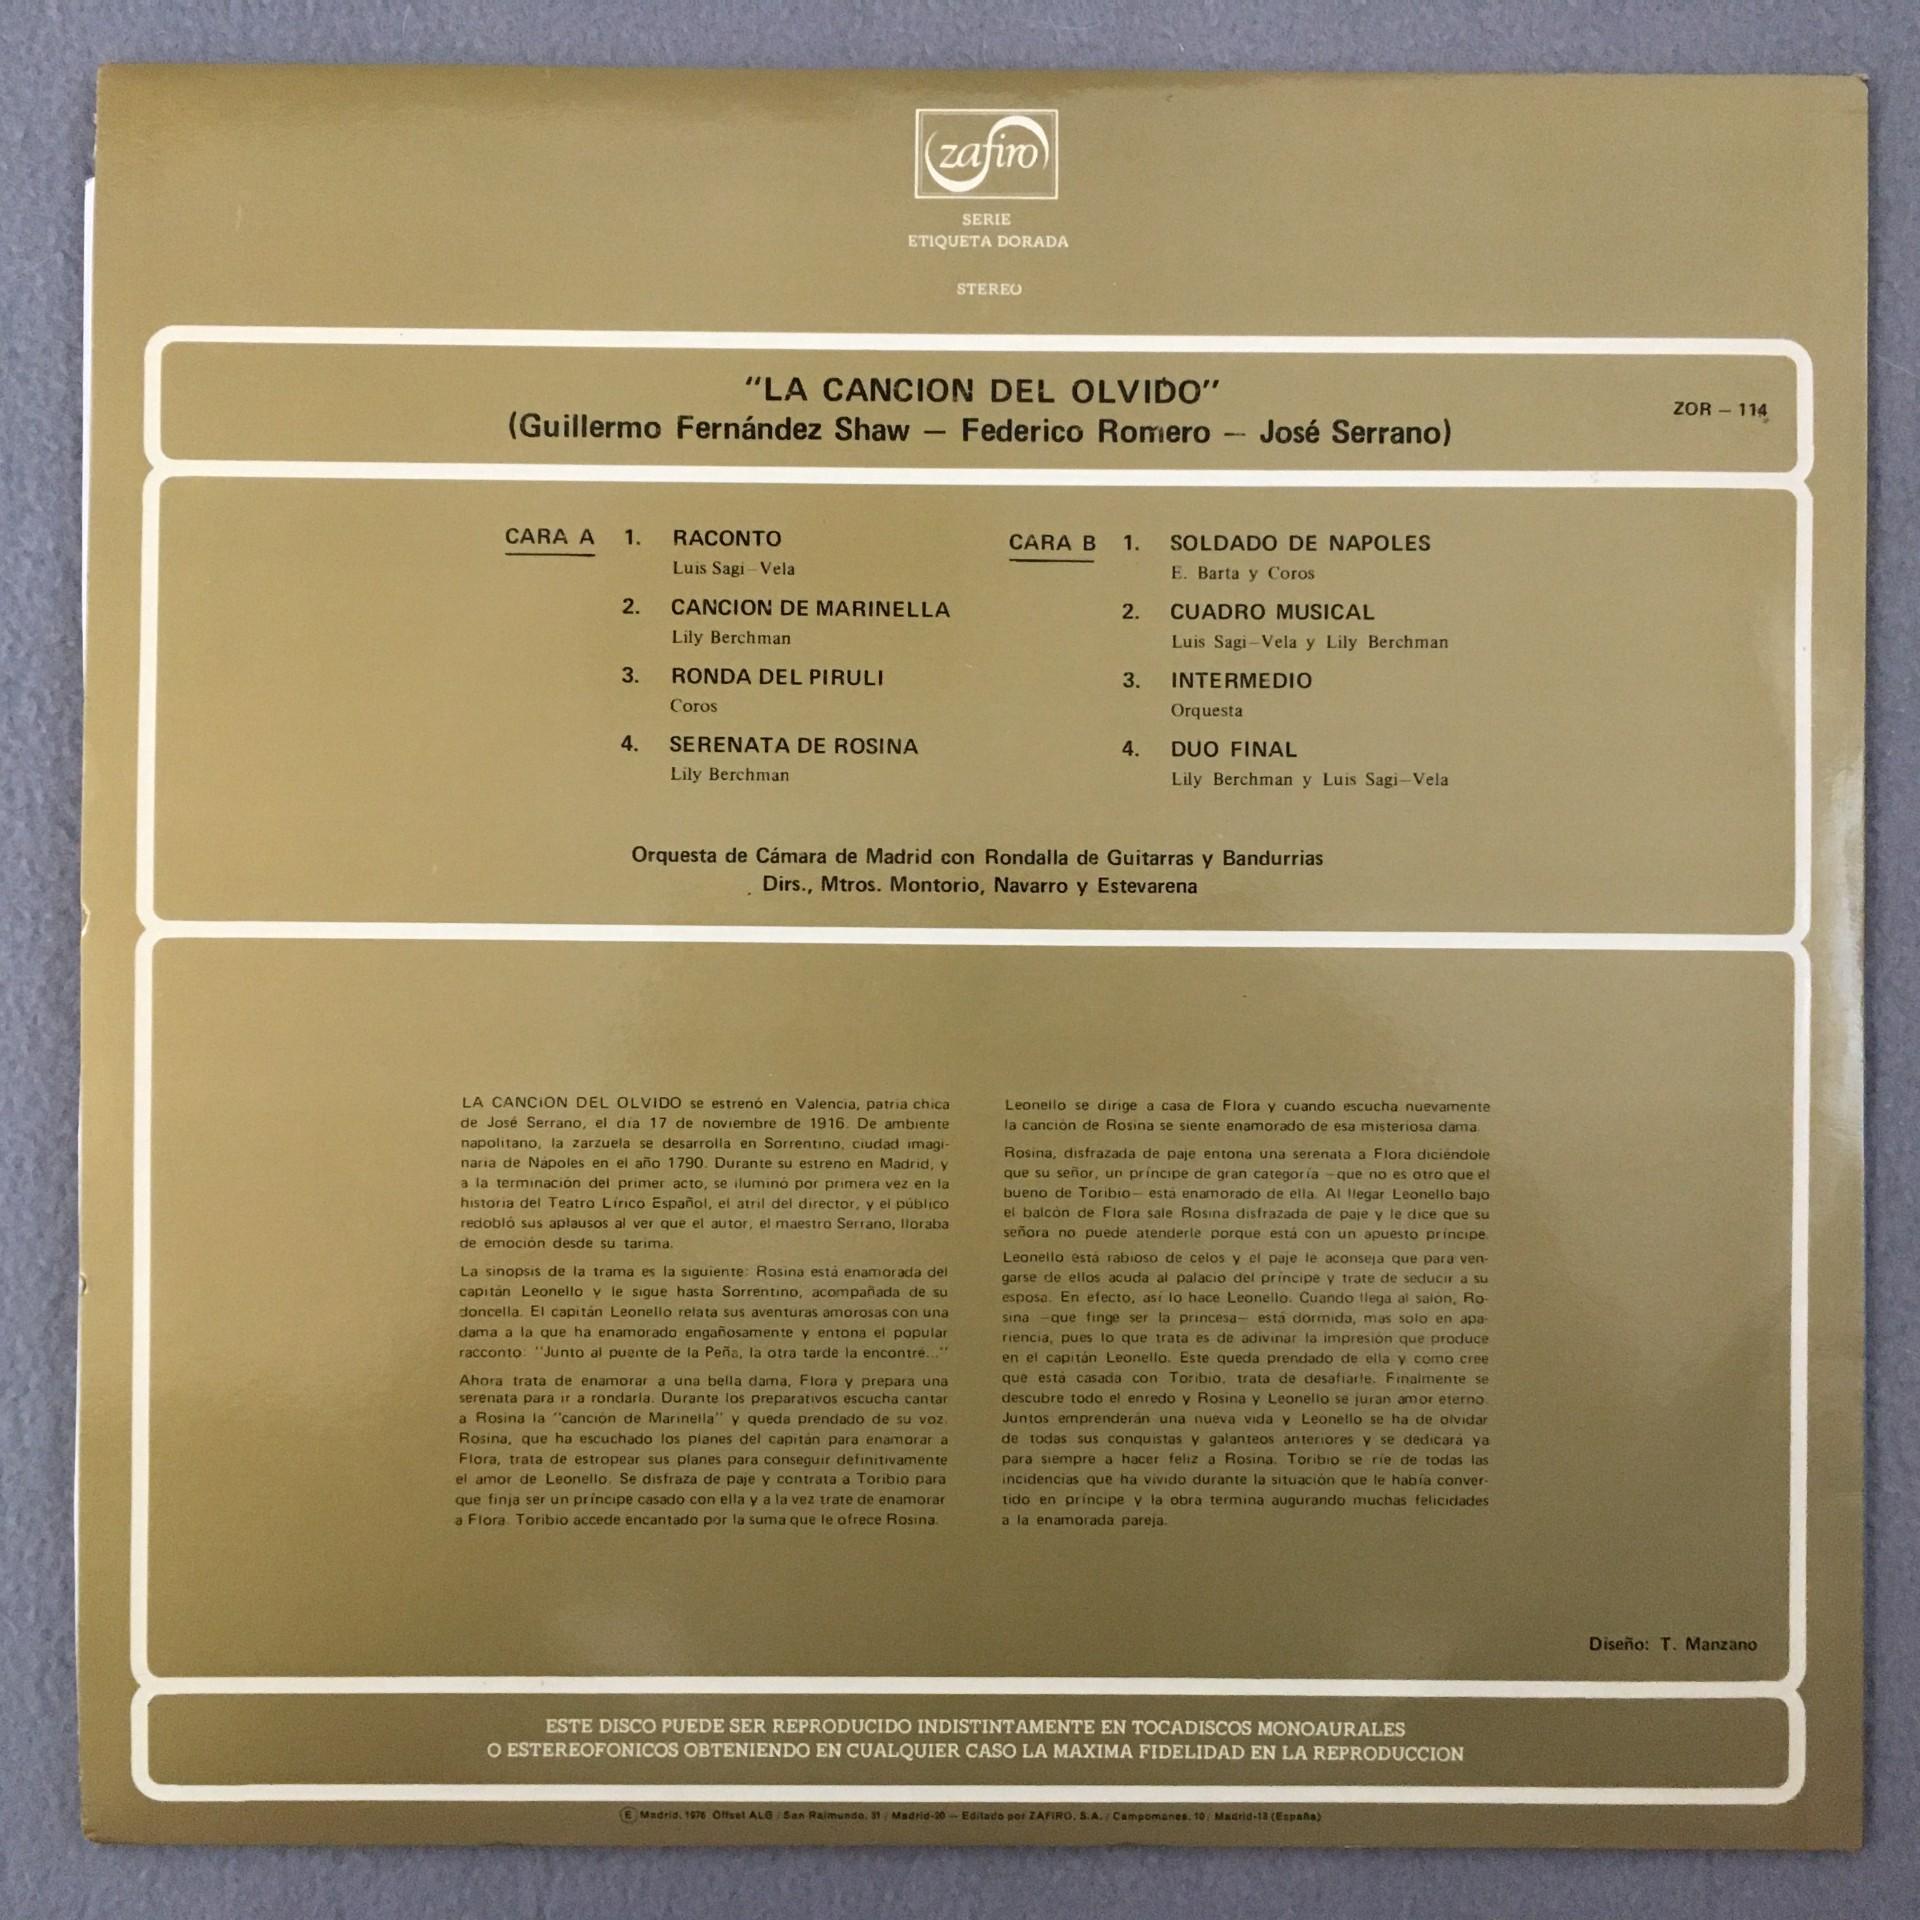 zafiro
SERIE
ETIQUETA DORADA
STEREO
"LA CANCION DEL OLVIDO"
(Guillermo Fernández Shaw — Federico Romero — José Serrano)
ZOR – 114
CARA A
1. RACONTO
Luis Sagi–Vela
2. CANCION DE MARINELLA
Lily Berchman
3. RONDA DEL PIRULI
Coros
4. SERENATA DE ROSINA
Lily Berchman
CARA B
1. SOLDADO DE NAPOLES
E. Barta y Coros
2. CUADRO MUSICAL
Luis Sagi–Vela y Lily Berchman
3. INTERMEDIO
Orquesta
4. DUO FINAL
Lily Berchman y Luis Sagi–Vela
Orquesta de Cámara de Madrid con Rondalla de Guitarras y Bandurrias
Dirs., Mtros. Montorio, Navarro y Estevarena
LA CANCION DEL OLVIDO se estrenó en Valencia, patria chica
de José Serrano, el día 17 de noviembre de 1916. De ambiente
napolitano, la zarzuela se desarrolla en Sorrentino, ciudad imagi-
naria de Nápoles en el año 1790. Durante su estreno en Madrid, y
a la terminación del primer acto, se iluminó por primera vez en la
historia del Teatro Lírico Español, el atril del director, y el público
redobló sus aplausos al ver que el autor, el maestro Serrano, lloraba
de emoción desde su tarima.
La sinopsis de la trama es la siguiente: Rosina está enamorada del
capitán Leonello y le sigue hasta Sorrentino, acompañada de su
doncella. El capitán Leonello relata sus aventuras amorosas con una
dama a la que ha enamorado engañosamente y entona el popular
racconto: "Junto al puente de la Peña, la otra tarde la encontré..."
Ahora trata de enamorar a una bella dama, Flora y prepara una
serenata para ir a rondarla. Durante los preparativos escucha cantar
a Rosina la "canción de Marinella" y queda prendado de su voz.
Rosina, que ha escuchado los planes del capitán para enamorar a
Flora, trata de estropear sus planes para conseguir definitivamente
el amor de Leonello. Se disfraza de paje y contrata a Toribio para
que finja ser un príncipe casado con ella y a la vez trate de enamorar
a Flora. Toribio accede encantado por la suma que le ofrece Rosina.
Leonello se dirige a casa de Flora y cuando escucha nuevamente
la canción de Rosina se siente enamorado de esa misteriosa dama.
Rosina, disfrazada de paje entona una serenata a Flora diciéndole
que su señor, un príncipe de gran categoría –que no es otro que el
bueno de Toribio– está enamorado de ella. Al llegar Leonello bajo
el balcón de Flora sale Rosina disfrazada de paje y le dice que su
señora no puede atenderle porque está con un apuesto príncipe.
Leonello está rabioso de celos y el paje le aconseja que para ven-
garse de ellos acuda al palacio del príncipe y trate de seducir a su
esposa. En efecto, así lo hace Leonello. Cuando llega al salón, Ro-
sina –que finge ser la princesa– está dormida, mas solo en apa-
riencia, pues lo que trata es de adivinar la impresión que produce
en el capitán Leonello. Este queda prendado de ella y como cree
que está casada con Toribio, trata de desafiarle. Finalmente se
descubre todo el enredo y Rosina y Leonello se juran amor eterno.
Juntos emprenderán una nueva vida y Leonello se ha de olvidar
de todas sus conquistas y galanteos anteriores y se dedicará ya
para siempre a hacer feliz a Rosina. Toribio se ríe de todas las
incidencias que ha vivido durante la situación que le había conver-
tido en príncipe y la obra termina augurando muchas felicidades
a la enamorada pareja.
Diseño: T. Manzano
ESTE DISCO PUEDE SER REPRODUCIDO INDISTINTAMENTE EN TOCADISCOS MONOAURALES
O ESTEREOFONICOS OBTENIENDO EN CUALQUIER CASO LA MAXIMA FIDELIDAD EN LA REPRODUCCION
Ⓔ Madrid, 1976 Offset ALG / San Raimundo, 31 / Madrid-20 – Editado por ZAFIRO, S.A. / Campomanes, 10 / Madrid-13 (España)